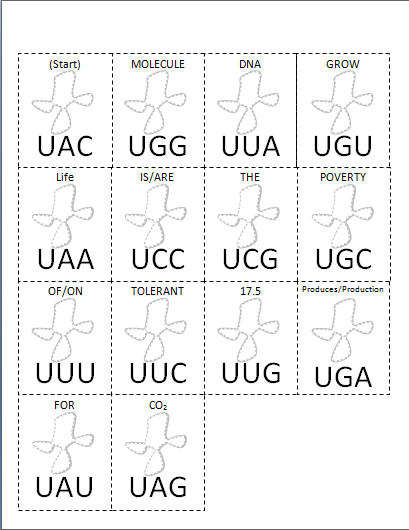 (Start) MOLECULE DNA GROW
UAC UGG UUA UGU
Life IS/ARE THE POVERTY
UAA UCC UCG UGC
OF/ON TOLERANT 17.5 Produces/Production
UUU UUC UUG UGA
FOR CO₂
UAU UAG